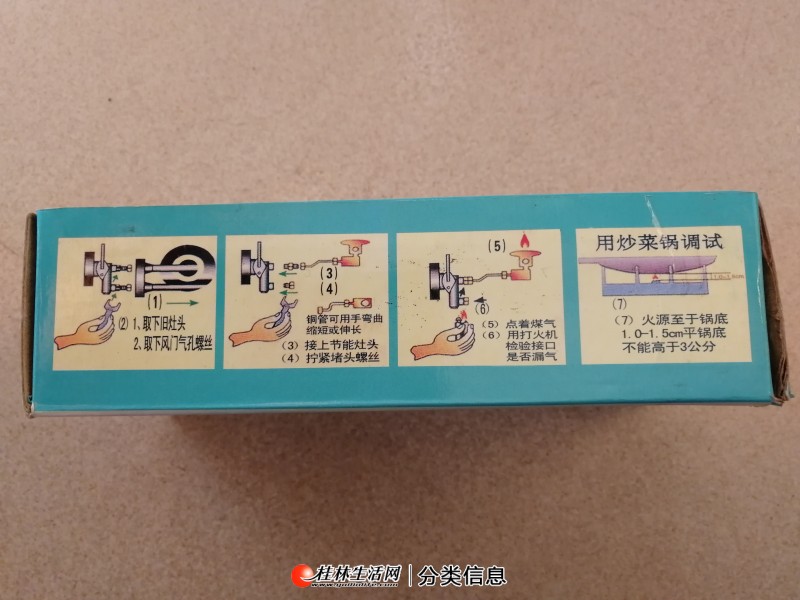 (1)
(2) 1、取下旧灶头
2、取下风门气孔螺丝
(3)
(4)
铜管可用手弯曲
缩短或伸长
(3) 接上节能灶头
(4) 拧紧堵头螺丝
(5)
(6)
(5) 点着煤气
(6) 用打火机
检验接口
是否漏气
用炒菜锅调试
(7)
(7) 火源至于锅底
1.0-1.5cm平锅底
不能高于3公分
桂林生活网 | 分类信息